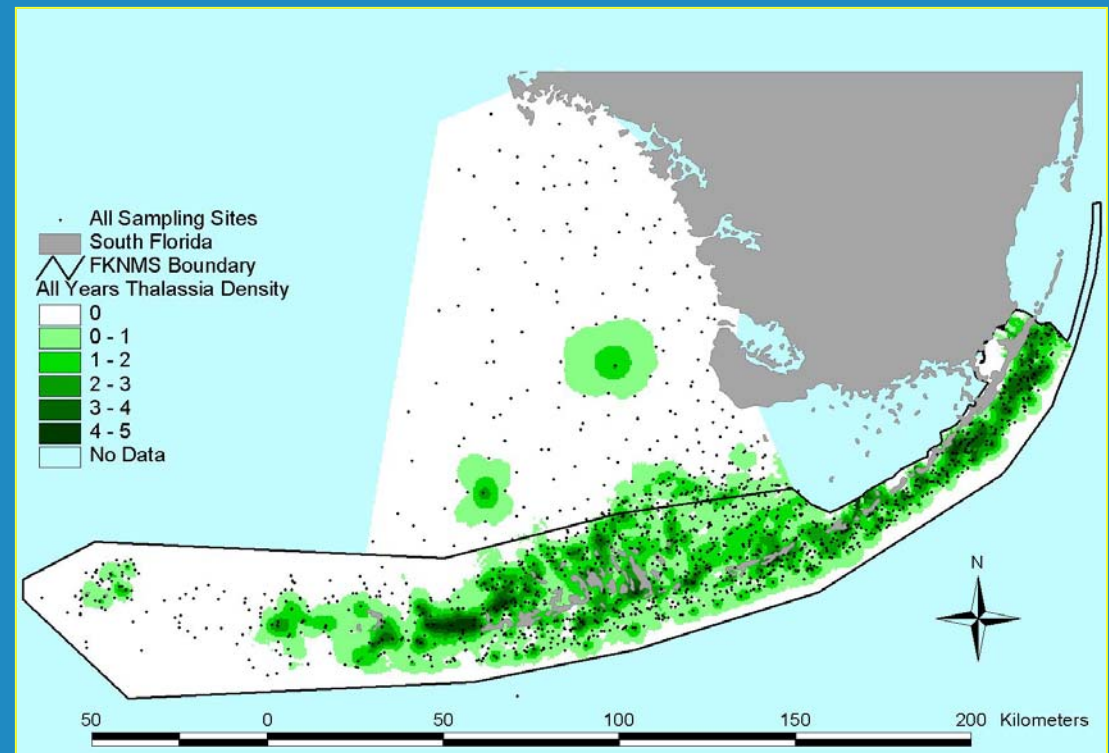 All Sampling Sites
South Florida
FKNMS Boundary
All Years Thalassia Density
0
0 - 1
1 - 2
2 - 3
3 - 4
4 - 5
No Data
N
50 0 50 100 150 200 Kilometers